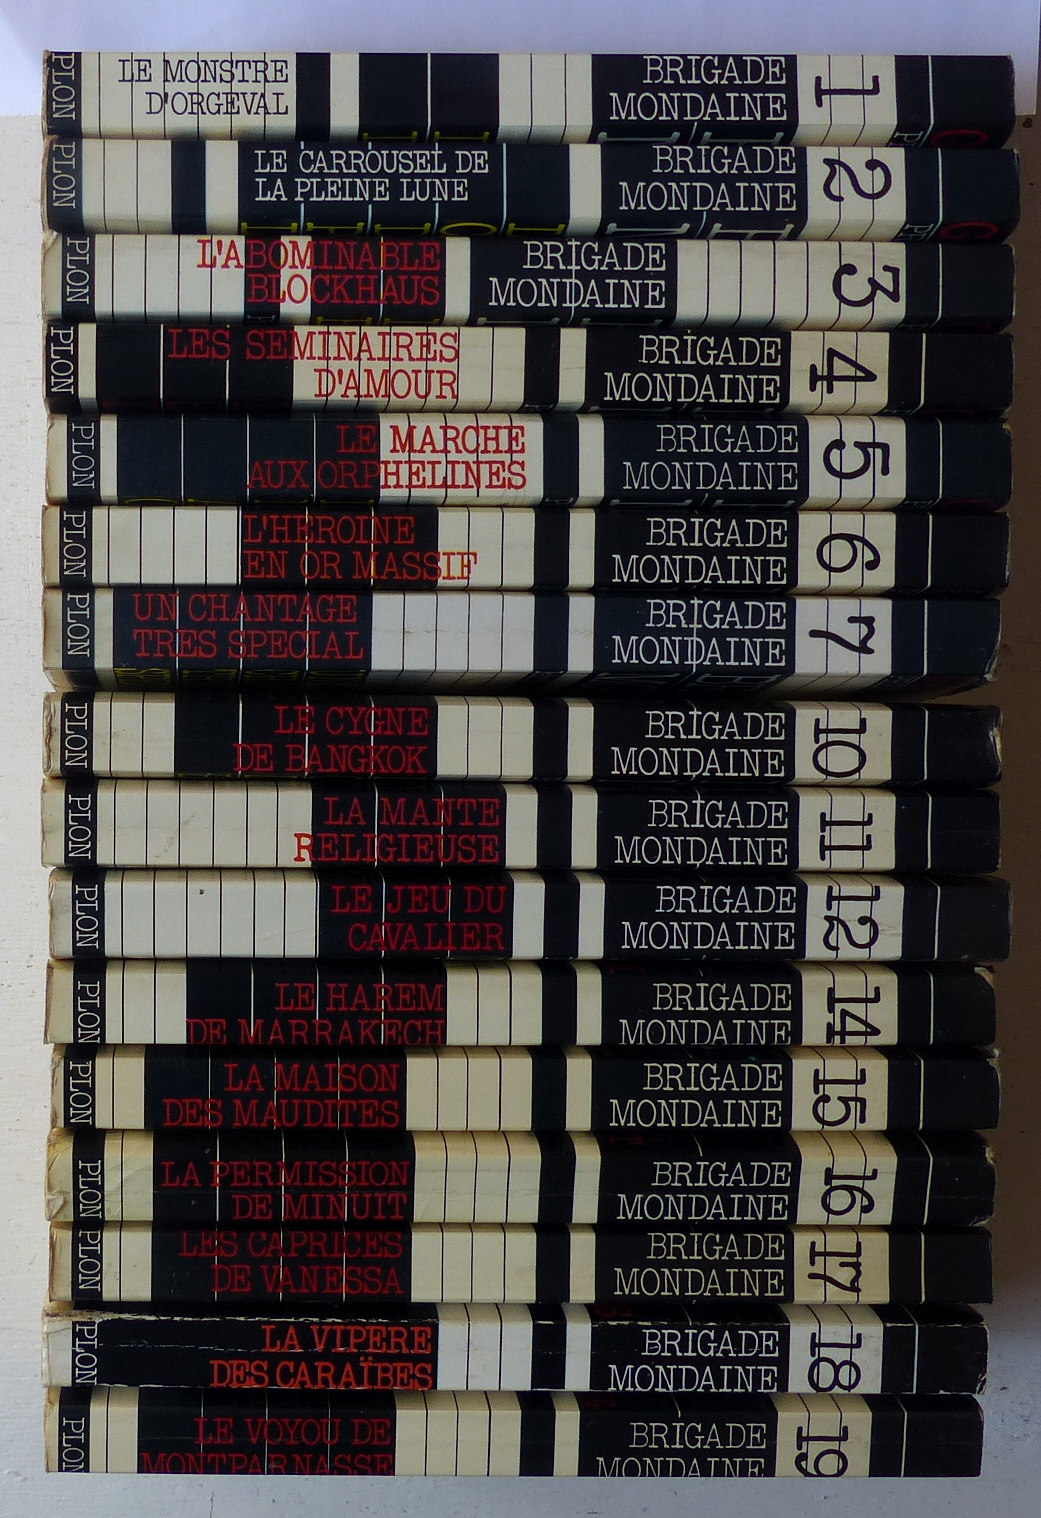 PLON
LE MONSTRE
D'ORGEVAL
BRIGADE
MONDAINE
1
PLON
LE CARROUSEL DE
LA PLEINE LUNE
BRIGADE
MONDAINE
2
PLON
L'ABOMINABLE
BLOCKHAUS
BRIGADE
MONDAINE
3
PLON
LES SEMINAIRES
D'AMOUR
BRIGADE
MONDAINE
4
PLON
LE MARCHE
AUX ORPHELINES
BRIGADE
MONDAINE
5
PLON
L'HEROINE
EN OR MASSIF
BRIGADE
MONDAINE
6
PLON
UN CHANTAGE
TRES SPECIAL
BRIGADE
MONDAINE
7
PLON
LE CYGNE
DE BANGKOK
BRIGADE
MONDAINE
10
PLON
LA MANTE
RELIGIEUSE
BRIGADE
MONDAINE
11
PLON
LE JEU DU
CAVALIER
BRIGADE
MONDAINE
12
PLON
LE HAREM
DE MARRAKECH
BRIGADE
MONDAINE
14
PLON
LA MAISON
DES MAUDITES
BRIGADE
MONDAINE
15
PLON
LA PERMISSION
DE MINUIT
BRIGADE
MONDAINE
16
PLON
LES CAPRICES
DE VANESSA
BRIGADE
MONDAINE
17
PLON
LA VIPERE
DES CARAÏBES
BRIGADE
MONDAINE
18
PLON
LE VOYOU DE
MONTPARNASSE
BRIGADE
MONDAINE
19